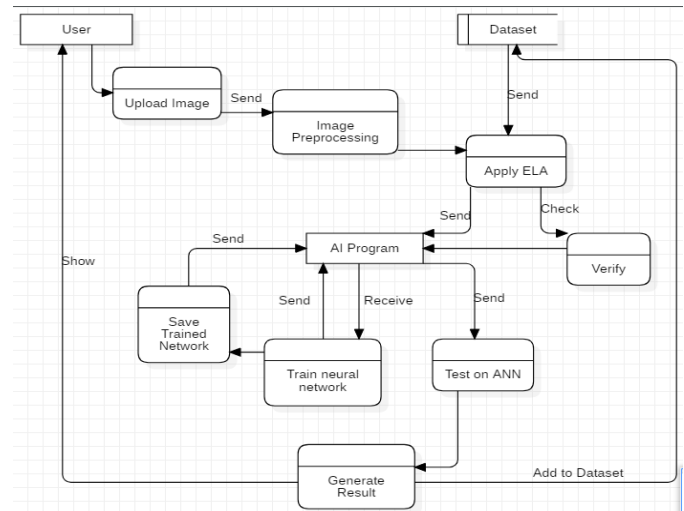 User
Dataset
Upload Image
Send
Image
Preprocessing
Send
Apply ELA
Send
Check
AI Program
Verify
Show
Send
Send
Receive
Send
Save
Trained
Network
Train neural
network
Test on ANN
Generate
Result
Add to Dataset